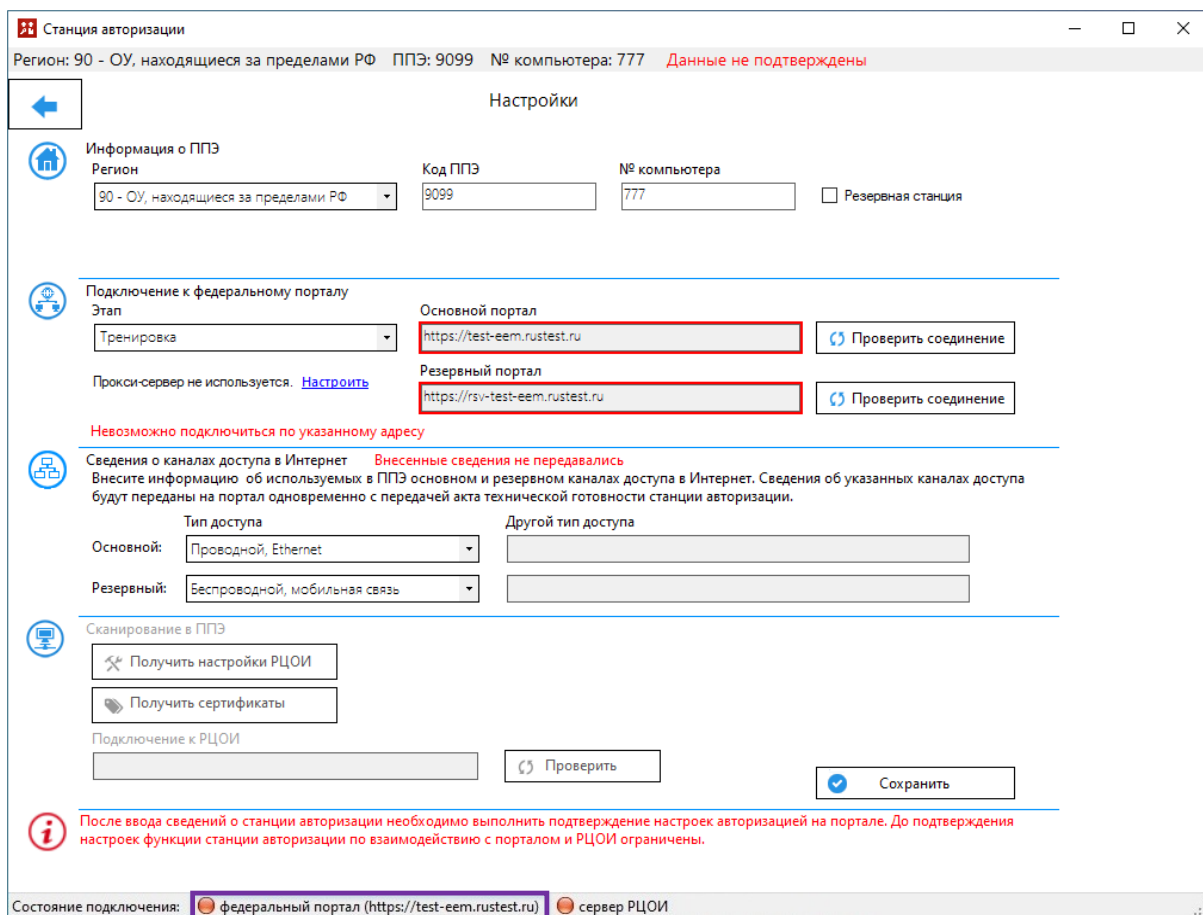 Станция авторизации
Регион: 90 - ОУ, находящиеся за пределами РФ ППЭ: 9099 № компьютера: 777 Данные не подтверждены
Настройки
Информация о ППЭ
Регион Код ППЭ № компьютера
90 - ОУ, находящиеся за пределами РФ 9099 777 Резервная станция
Подключение к федеральному порталу
Этап Основной портал
Тренировка https://test-eem.rustest.ru Проверить соединение
Резервный портал
Прокси-сервер не используется. Настроить https://rsv-test-eem.rustest.ru Проверить соединение
Невозможно подключиться по указанному адресу
Сведения о каналах доступа в Интернет Внесенные сведения не передавались
Внесите информацию об используемых в ППЭ основном и резервном каналах доступа в Интернет. Сведения об указанных каналах доступа
будут переданы на портал одновременно с передачей акта технической готовности станции авторизации.
Тип доступа Другой тип доступа
Основной: Проводной, Ethernet
Резервный: Беспроводной, мобильная связь
Сканирование в ППЭ
Получить настройки РЦОИ
Получить сертификаты
Подключение к РЦОИ
Проверить
Сохранить
После ввода сведений о станции авторизации необходимо выполнить подтверждение настроек авторизацией на портале. До подтверждения
настроек функции станции авторизации по взаимодействию с порталом и РЦОИ ограничены.
Состояние подключения: федеральный портал (https://test-eem.rustest.ru) сервер РЦОИ